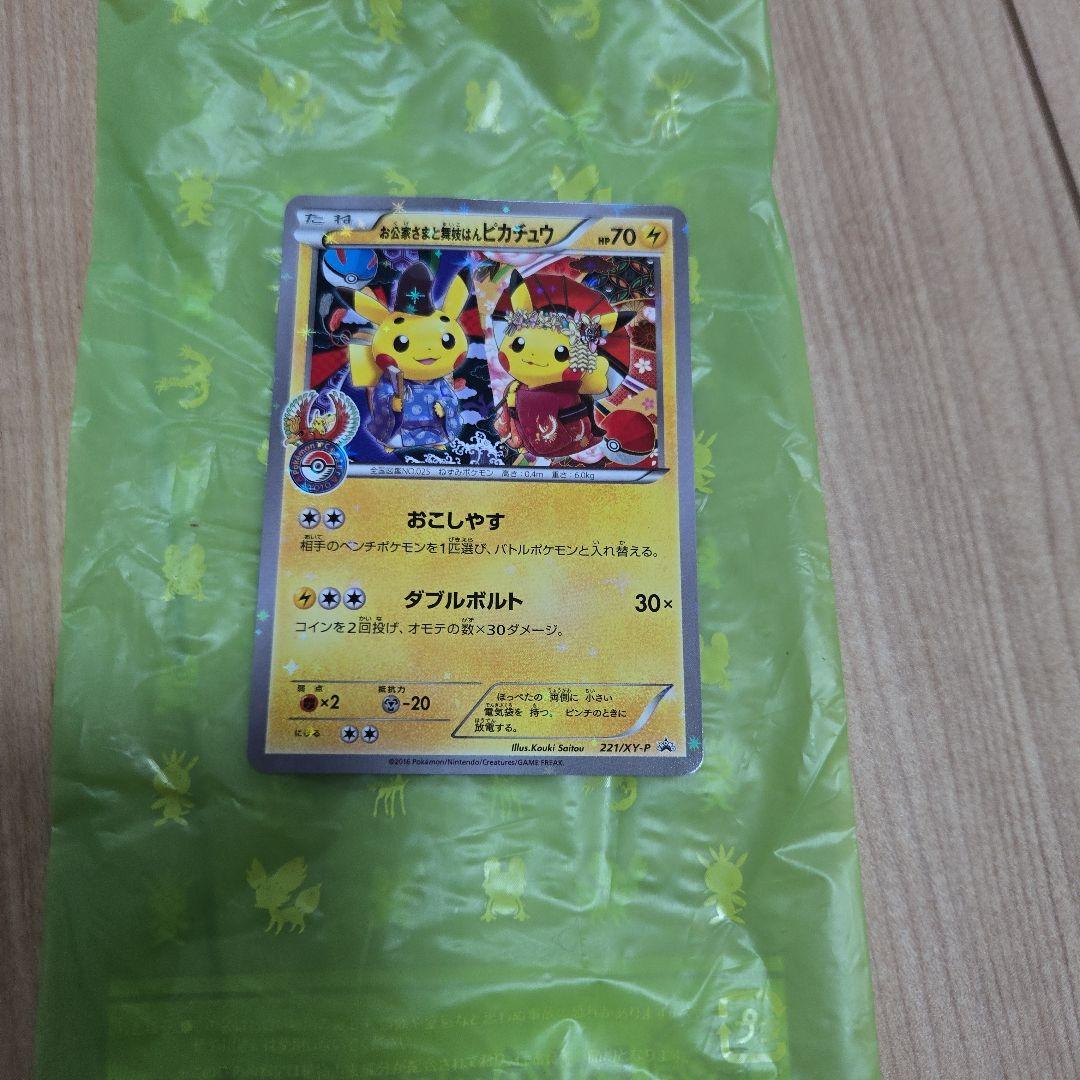 たね
お公家さまと舞妓はんピカチュウ HP70
全国図鑑NO.025 ねずみポケモン 高さ:0.4m 重さ:6.0kg
おこしやす
相手のベンチポケモンを1匹選び、バトルポケモンと入れ替える。
ダブルボルト 30×
コインを2回投げ、オモテの数×30ダメージ。
弱点 抵抗力
×2 -20
にげる
ほっぺたの 両側に 小さい
電気袋を 持つ。 ピンチのときに
放電する。
Illus.Kouki Saitou 221/XY-P
©2016 Pokémon/Nintendo/Creatures/GAME FREAK.